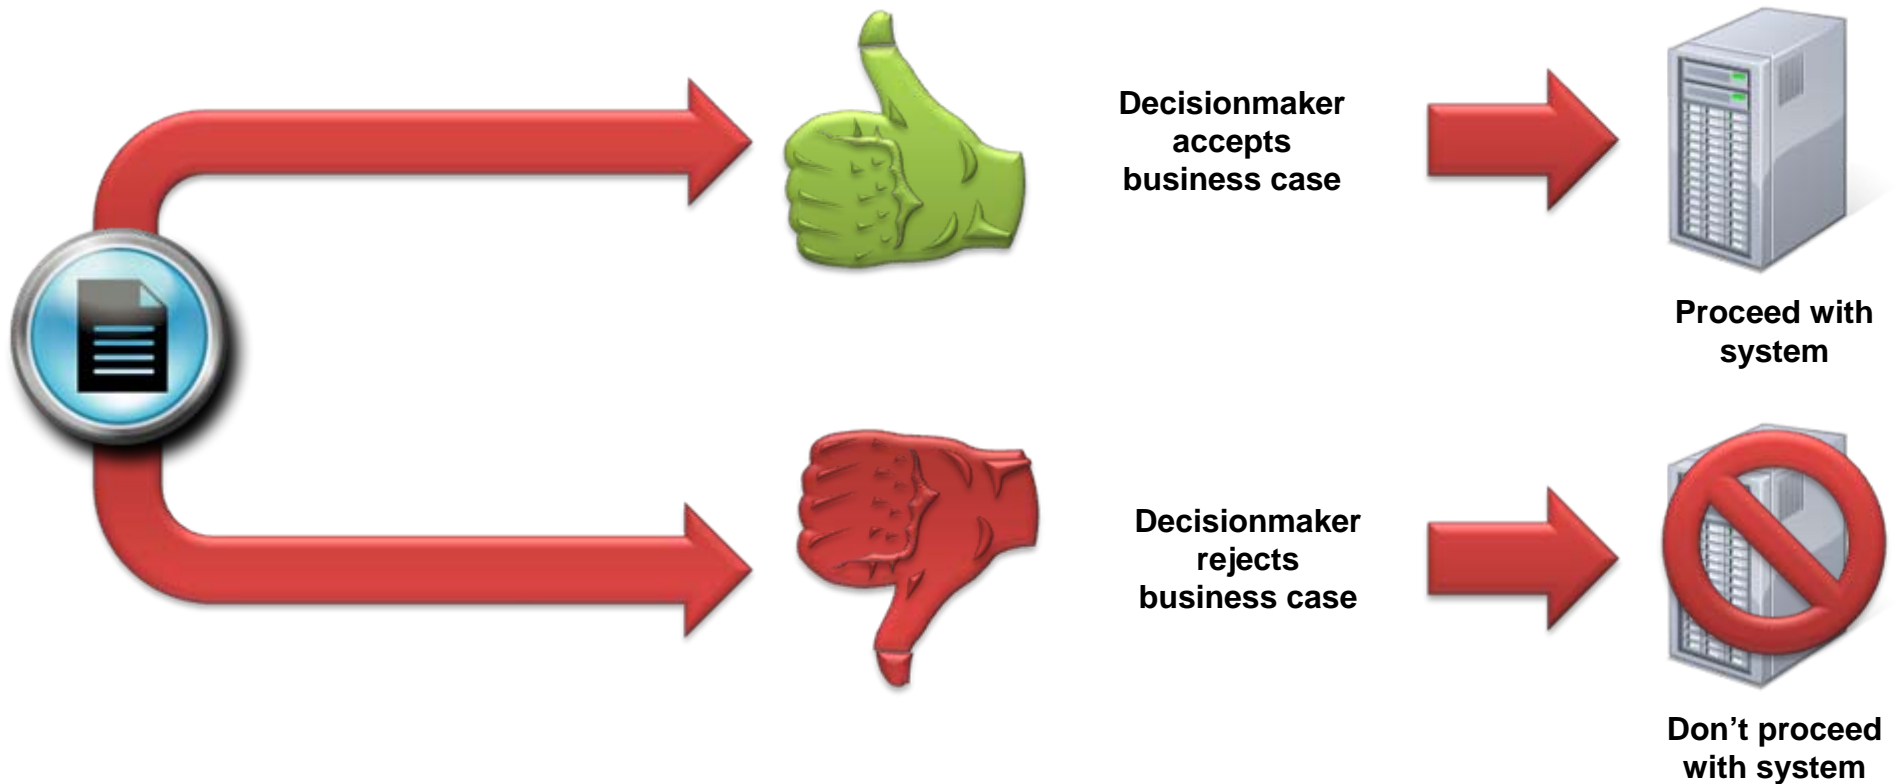 Decisionmaker
accepts
business case
Proceed with
system
Decisionmaker
rejects
business case
Don’t proceed
with system